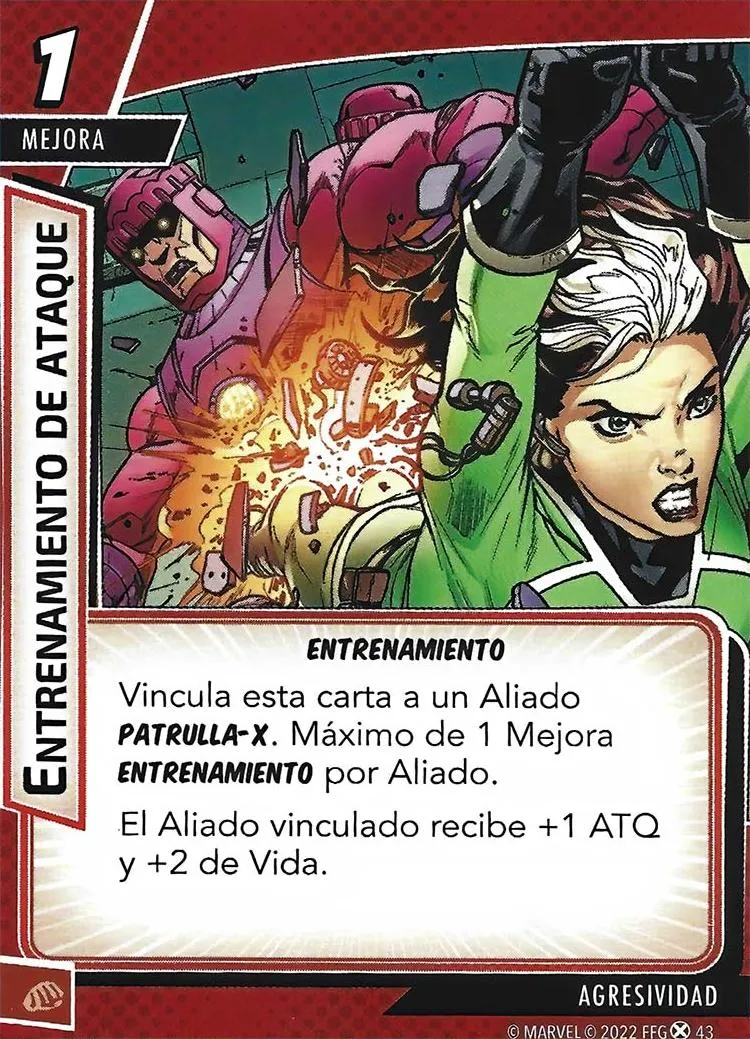 1
MEJORA
ENTRENAMIENTO DE ATAQUE
ENTRENAMIENTO
Vincula esta carta a un Aliado
PATRULLA-X. Máximo de 1 Mejora
ENTRENAMIENTO por Aliado.
El Aliado vinculado recibe +1 ATQ
y +2 de Vida.
AGRESIVIDAD
© MARVEL © 2022 FFG 43